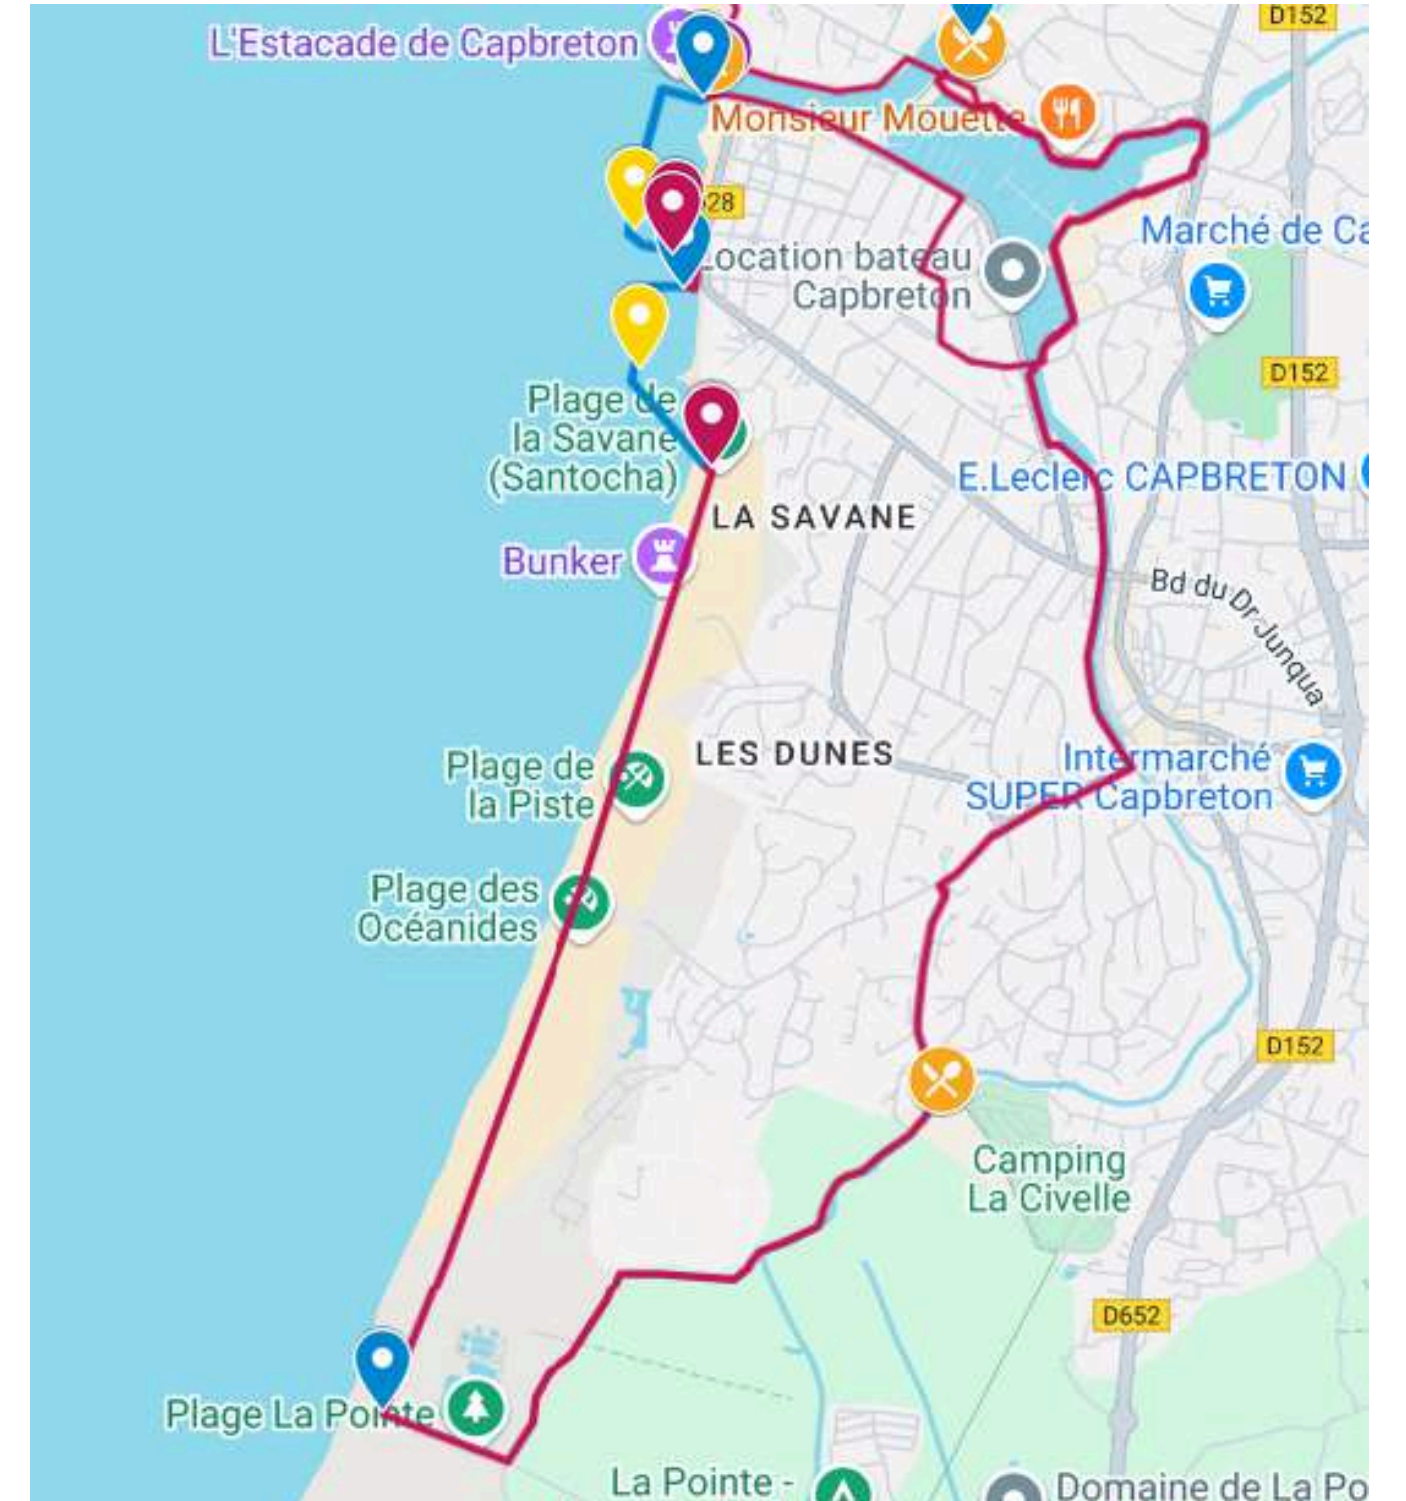 D152
L'Estacade de Capbreton
Monsieur Mouette
28
Marché de Ca
Location bateau
Capbreton
D152
Plage de
la Savane
(Santocha)
E.Leclerc CAPBRETON
LA SAVANE
Bunker
Bd du Dr Junqua
LES DUNES
Plage de
la Piste
Intermarché
SUPER Capbreton
Plage des
Océanides
D152
Camping
La Civelle
D652
Plage La Pointe
La Pointe -
Domaine de La Po